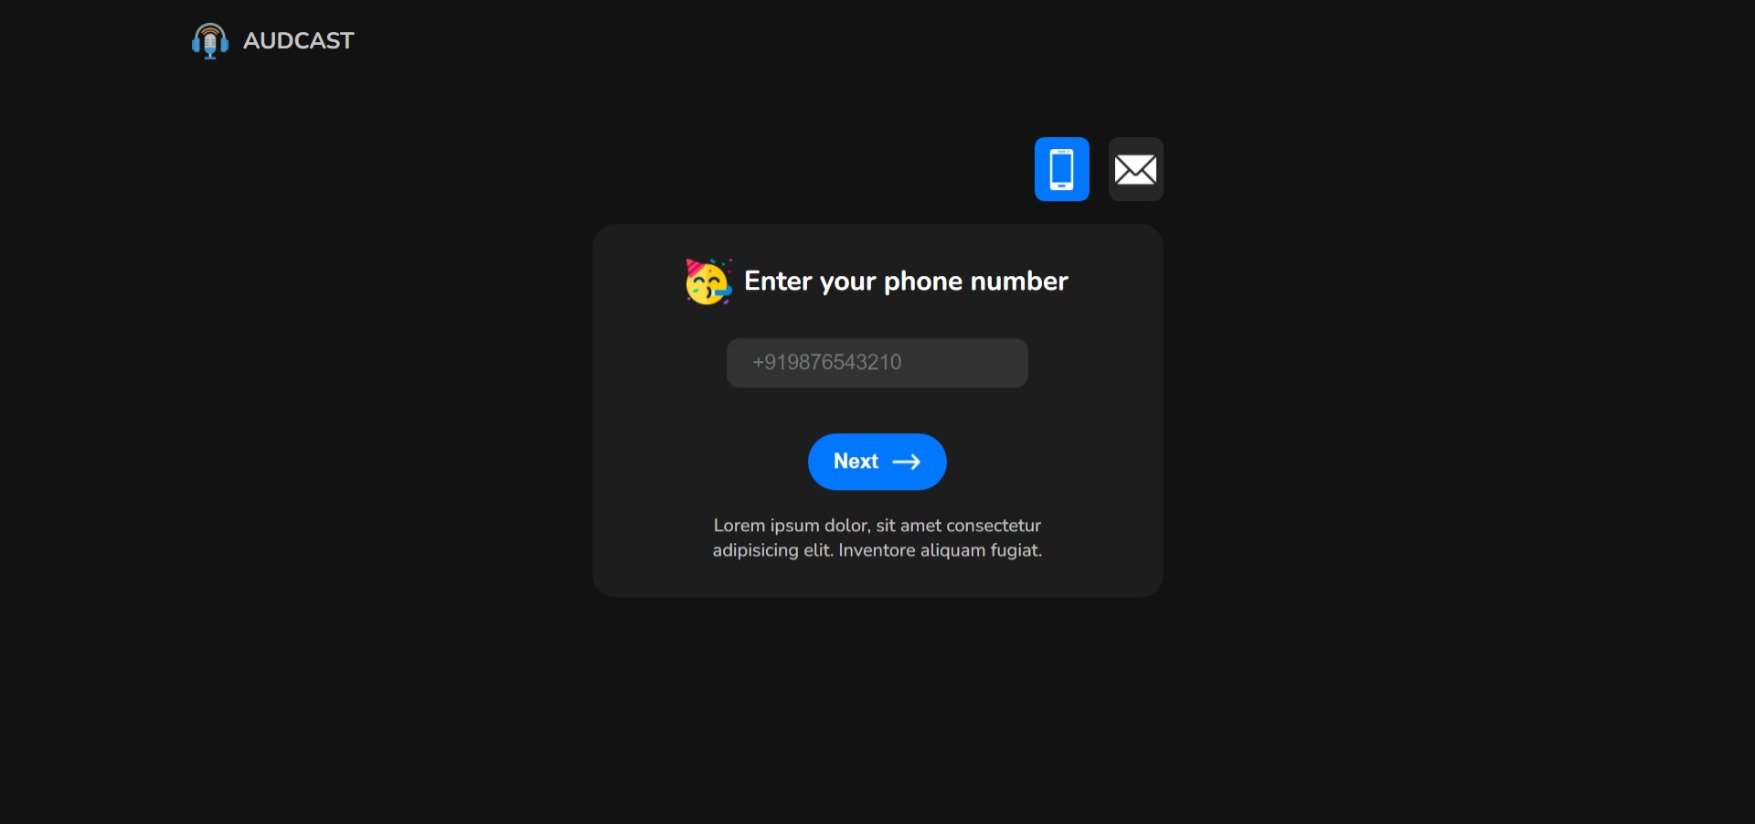 AUDCAST
Enter your phone number
+919876543210
Next
Lorem ipsum dolor, sit amet consectetur
adipisicing elit. Inventore aliquam fugiat.